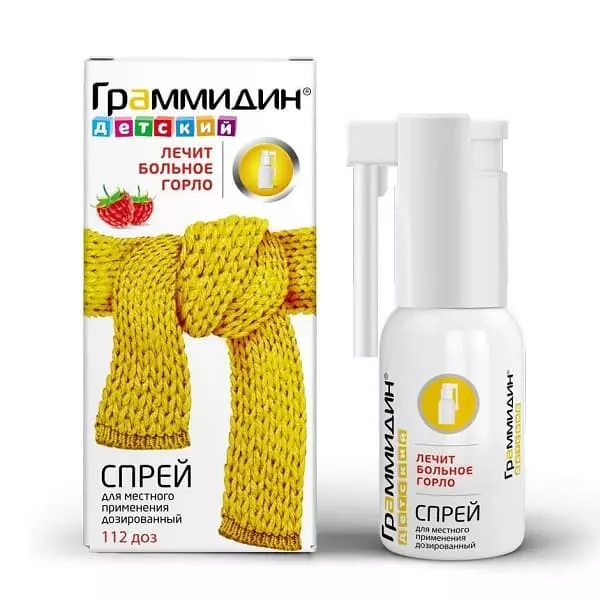 Граммидин®
детский
ЛЕЧИТ
БОЛЬНОЕ
ГОРЛО
СПРЕЙ
для местного
применения
дозированный
112 доз
Граммидин®
детский
ЛЕЧИТ
БОЛЬНОЕ
ГОРЛО
СПРЕЙ
для местного
применения
дозированный
Граммидин®